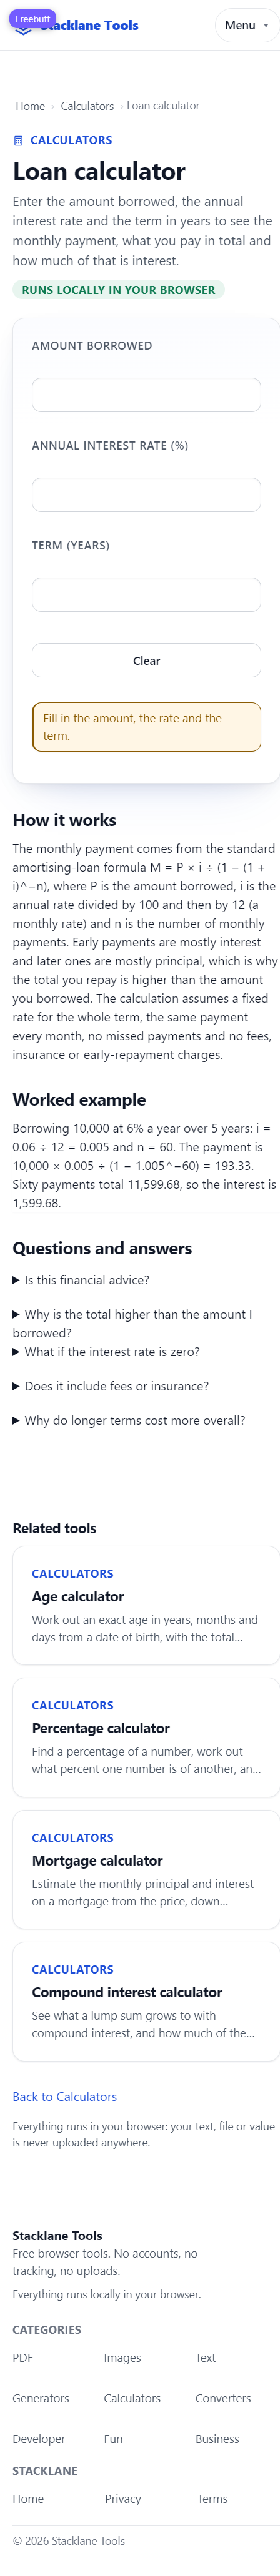 Freebuff
Stacklane Tools
Menu
Home › Calculators › Loan calculator
CALCULATORS
Loan calculator
Enter the amount borrowed, the annual
interest rate and the term in years to see the
monthly payment, what you pay in total and
how much of that is interest.
RUNS LOCALLY IN YOUR BROWSER
AMOUNT BORROWED
ANNUAL INTEREST RATE (%)
TERM (YEARS)
Clear
Fill in the amount, the rate and the
term.
How it works
The monthly payment comes from the standard
amortising-loan formula M = P × i ÷ (1 − (1 +
i)^−n), where P is the amount borrowed, i is the
annual rate divided by 100 and then by 12 (a
monthly rate) and n is the number of monthly
payments. Early payments are mostly interest
and later ones are mostly principal, which is why
the total you repay is higher than the amount
you borrowed. The calculation assumes a fixed
rate for the whole term, the same payment
every month, no missed payments and no fees,
insurance or early-repayment charges.
Worked example
Borrowing 10,000 at 6% a year over 5 years: i =
0.06 ÷ 12 = 0.005 and n = 60. The payment is
10,000 × 0.005 ÷ (1 − 1.005^−60) = 193.33.
Sixty payments total 11,599.68, so the interest is
1,599.68.
Questions and answers
Is this financial advice?
Why is the total higher than the amount I
borrowed?
What if the interest rate is zero?
Does it include fees or insurance?
Why do longer terms cost more overall?
Related tools
CALCULATORS
Age calculator
Work out an exact age in years, months and
days from a date of birth, with the total...
CALCULATORS
Percentage calculator
Find a percentage of a number, work out
what percent one number is of another, an...
CALCULATORS
Mortgage calculator
Estimate the monthly principal and interest
on a mortgage from the price, down...
CALCULATORS
Compound interest calculator
See what a lump sum grows to with
compound interest, and how much of the...
Back to Calculators
Everything runs in your browser: your text, file or value
is never uploaded anywhere.
Stacklane Tools
Free browser tools. No accounts, no
tracking, no uploads.
Everything runs locally in your browser.
CATEGORIES
PDF Images Text
Generators Calculators Converters
Developer Fun Business
STACKLANE
Home Privacy Terms
© 2026 Stacklane Tools